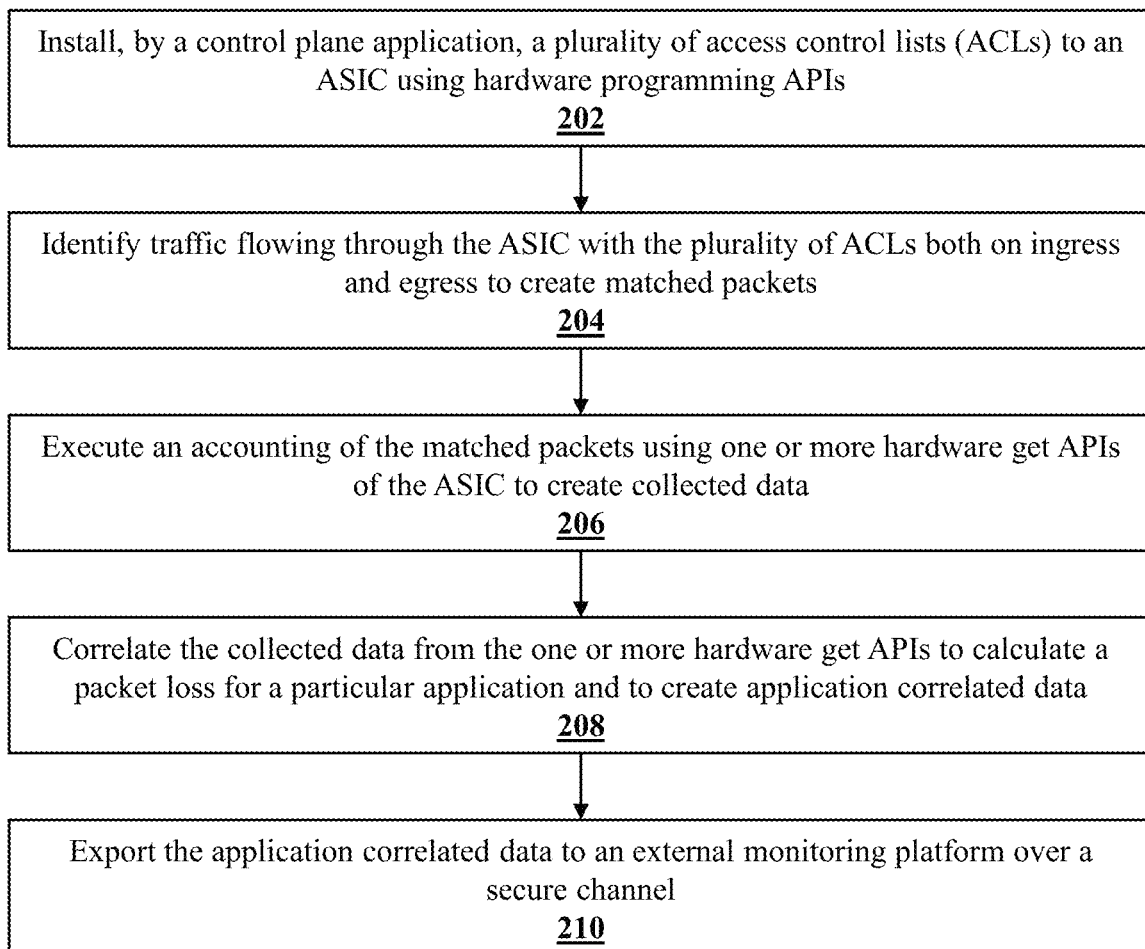 Install, by a control plane application, a plurality of access control lists (ACLs) to an
ASIC using hardware programming APIs
202
Identify traffic flowing through the ASIC with the plurality of ACLs both on ingress
and egress to create matched packets
204
Execute an accounting of the matched packets using one or more hardware get APIs
of the ASIC to create collected data
206
Correlate the collected data from the one or more hardware get APIs to calculate a
packet loss for a particular application and to create application correlated data
208
Export the application correlated data to an external monitoring platform over a
secure channel
210